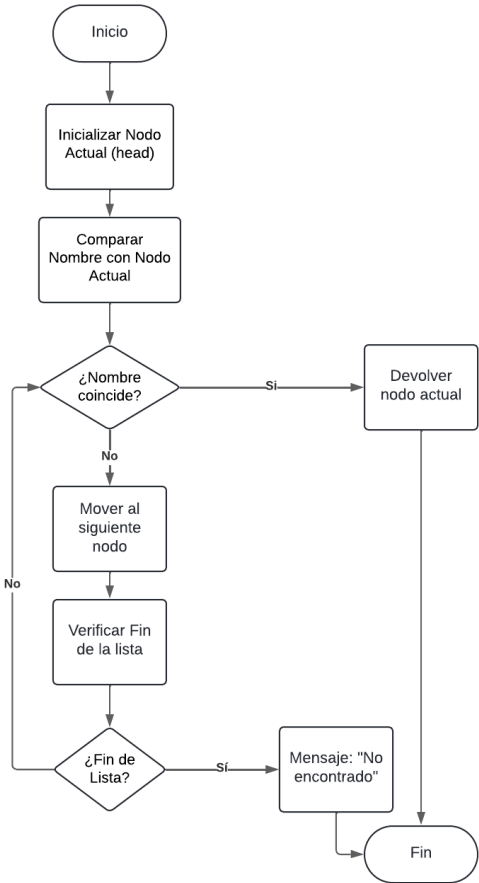 Inicio
Inicializar Nodo
Actual (head)
Comparar
Nombre con Nodo
Actual
¿Nombre
coincide?
Si
Devolver
nodo actual
No
Mover al
siguiente
nodo
No
Verificar Fin
de la lista
¿Fin de
Lista?
Sí
Mensaje: "No
encontrado"
Fin